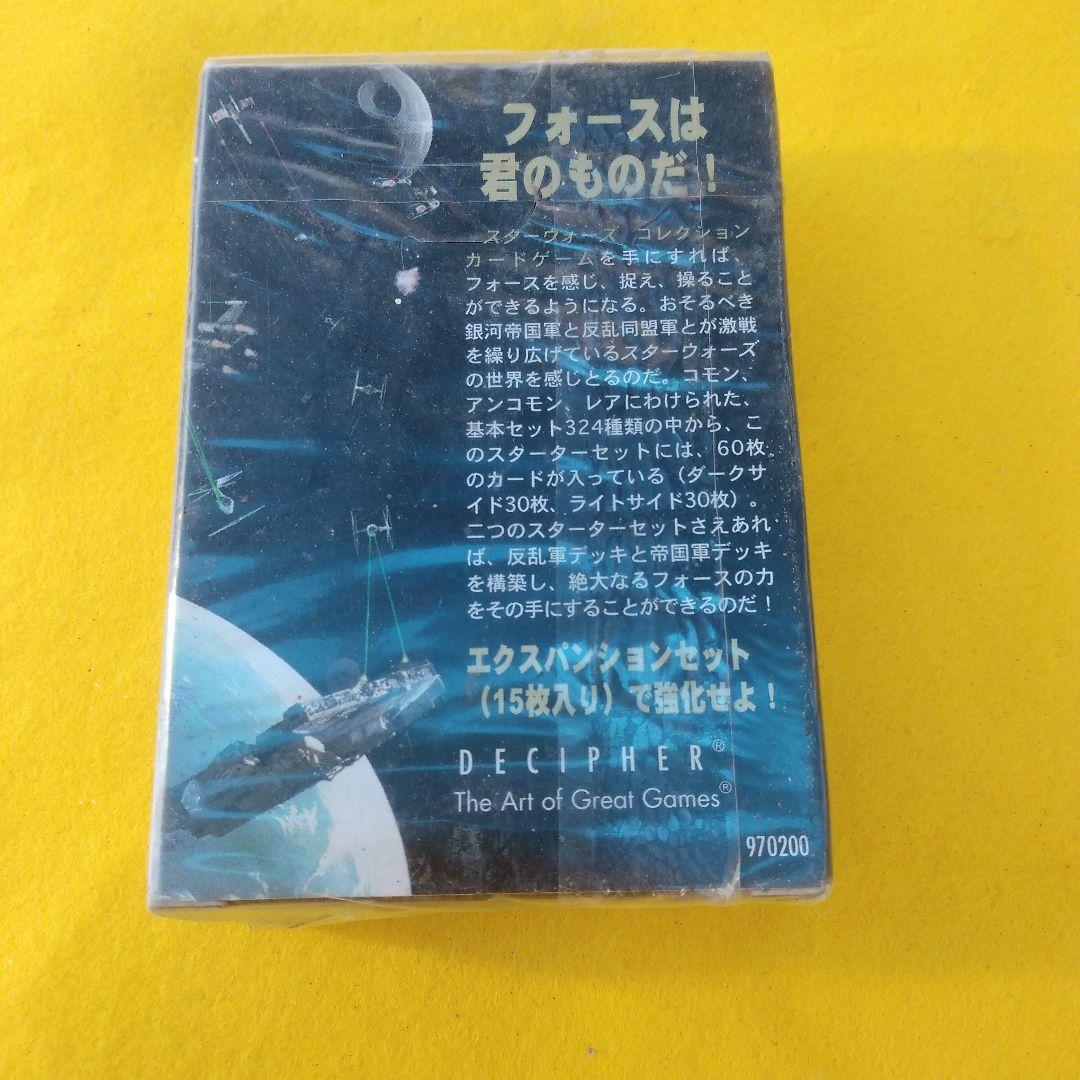 フォースは
君のものだ！
スターウォーズ コレクション
カードゲームを手にすれば、
フォースを感じ、捉え、操ること
ができるようになる。おそるべき
銀河帝国軍と反乱同盟軍とが激戦
を繰り広げているスターウォーズ
の世界を感じとるのだ。コモン、
アンコモン、レアにわけられた、
基本セット324種類の中から、こ
のスターターセットには、60枚
のカードが入っている（ダークサ
イド30枚、ライトサイド30枚）。
二つのスターターセットさえあれ
ば、反乱軍デッキと帝国軍デッキ
を構築し、絶大なるフォースの力
をその手にすることができるのだ！
エクスパンションセット
（15枚入り）で強化せよ！
DECIPHER®
The Art of Great Games®
970200